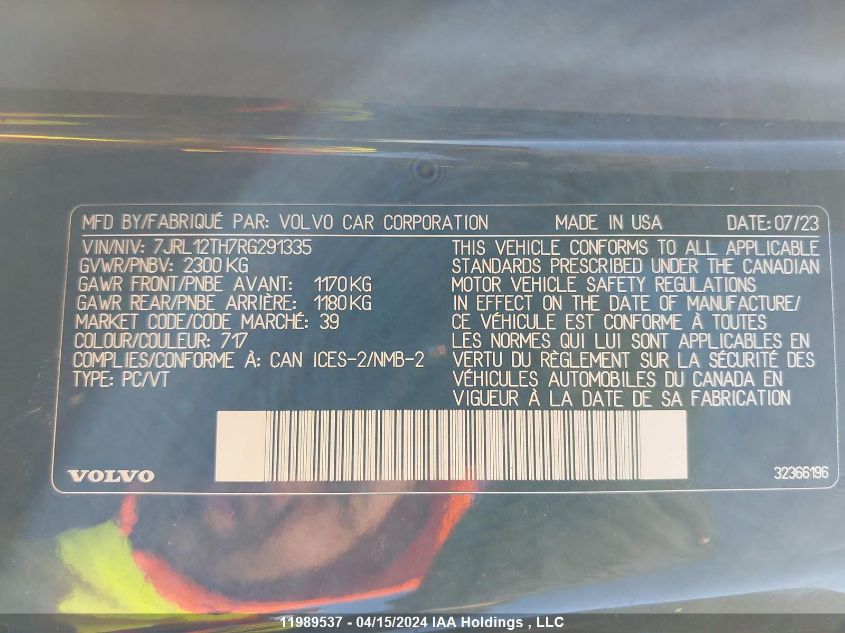 MFD BY/FABRIQUÉ PAR: VOLVO CAR CORPORATION MADE IN USA DATE: 07/23
VIN/NIV: 7JRL12TH7RG291335
GVWR/PNBV: 2300 KG
GAWR FRONT/PNBE AVANT: 1170 KG
GAWR REAR/PNBE ARRIÈRE: 1180 KG
MARKET CODE/CODE MARCHÉ: 39
COLOUR/COULEUR: 717
COMPLIES/CONFORME À: CAN ICES-2/NMB-2
TYPE: PC/VT
THIS VEHICLE CONFORMS TO ALL APPLICABLE
STANDARDS PRESCRIBED UNDER THE CANADIAN
MOTOR VEHICLE SAFETY REGULATIONS
IN EFFECT ON THE DATE OF MANUFACTURE/
CE VÉHICULE EST CONFORME À TOUTES
LES NORMES QUI LUI SONT APPLICABLES EN
VERTU DU RÈGLEMENT SUR LA SÉCURITÉ DES
VÉHICULES AUTOMOBILES DU CANADA EN
VIGUEUR À LA DATE DE SA FABRICATION
VOLVO
32366196
11989537 - 04/15/2024 IAA Holdings , LLC